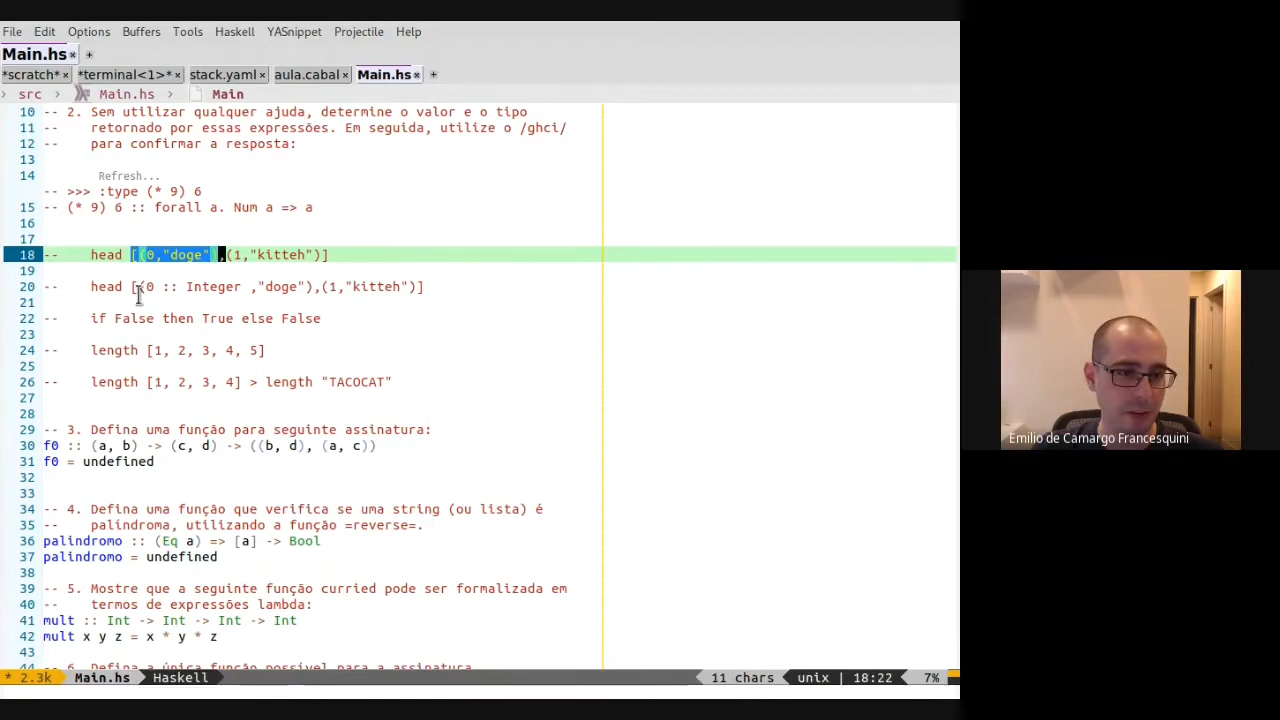 File Edit Options Buffers Tools Haskell YASnippet Projectile Help
Main.hs × +
*scratch* × *terminal<1>* × stack.yaml × aula.cabal × Main.hs × +
> src > Main.hs > Main
10 -- 2. Sem utilizar qualquer ajuda, determine o valor e o tipo
11 --    retornado por essas expressões. Em seguida, utilize o /ghci/
12 --    para confirmar a resposta:
13
14
Refresh...
-- >>> :type (* 9) 6
15 -- (* 9) 6 :: forall a. Num a => a
16
17
18 --    head [(0,"doge"),(1,"kitteh")]
19
20 --    head [(0 :: Integer ,"doge"),(1,"kitteh")]
21
22 --    if False then True else False
23
24 --    length [1, 2, 3, 4, 5]
25
26 --    length [1, 2, 3, 4] > length "TACOCAT"
27
28
29 -- 3. Defina uma função para seguinte assinatura:
30 f0 :: (a, b) -> (c, d) -> ((b, d), (a, c))
31 f0 = undefined
32
33
34 -- 4. Defina uma função que verifica se uma string (ou lista) é
35 --    palíndroma, utilizando a função =reverse=.
36 palindromo :: (Eq a) => [a] -> Bool
37 palindromo = undefined
38
39 -- 5. Mostre que a seguinte função curried pode ser formalizada em
40 --    termos de expressões lambda:
41 mult :: Int -> Int -> Int -> Int
42 mult x y z = x * y * z
43
44 -- 6. Defina a única função possível para a assinatura
* 2.3k Main.hs Haskell 11 chars unix | 18:22 7%
Emilio de Camargo Francesquini